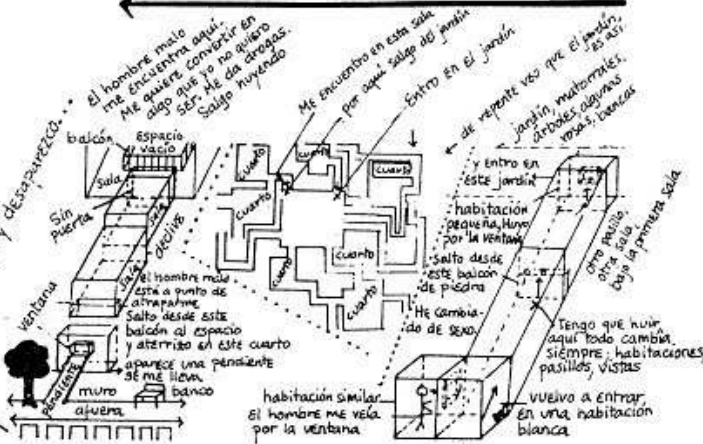 y desaparezco...
El hombre malo
me encuentra aquí.
Me quiere convertir en
algo que yo no quiero
ser. Me da drogas.
Salgo huyendo
balcón
espacio
vacío
sala
Sin
puerta
sala
declive
sala
ventana
el hombre malo
está a punto de
atraparme
Salto desde este
balcón al espacio
y aterrizo en este cuarto
aparece una pendiente
se me lleva
pendiente
muro
banco
afuera
Me encuentro en esta sala
por aquí salgo del jardín
Entro en el jardín
cuarto
cuarto
cuarto
cuarto
cuarto
cuarto
cuarto
de repente veo que el jardín
es así.
jardín, matorrales,
árboles algunas
rosas, bancas
y entro en
este jardín
habitación
pequeña, Huyo
por la ventana
Salto desde
este balcón
de piedra
He cambia-
do de sexo.
otro pasillo,
otra sala,
bajo la primera sala
Tengo que huir
aquí todo cambia
siempre: habitaciones,
pasillos, vistas
vuelvo a entrar
en una habitación
blanca
habitación similar
el hombre me veía
por la ventana